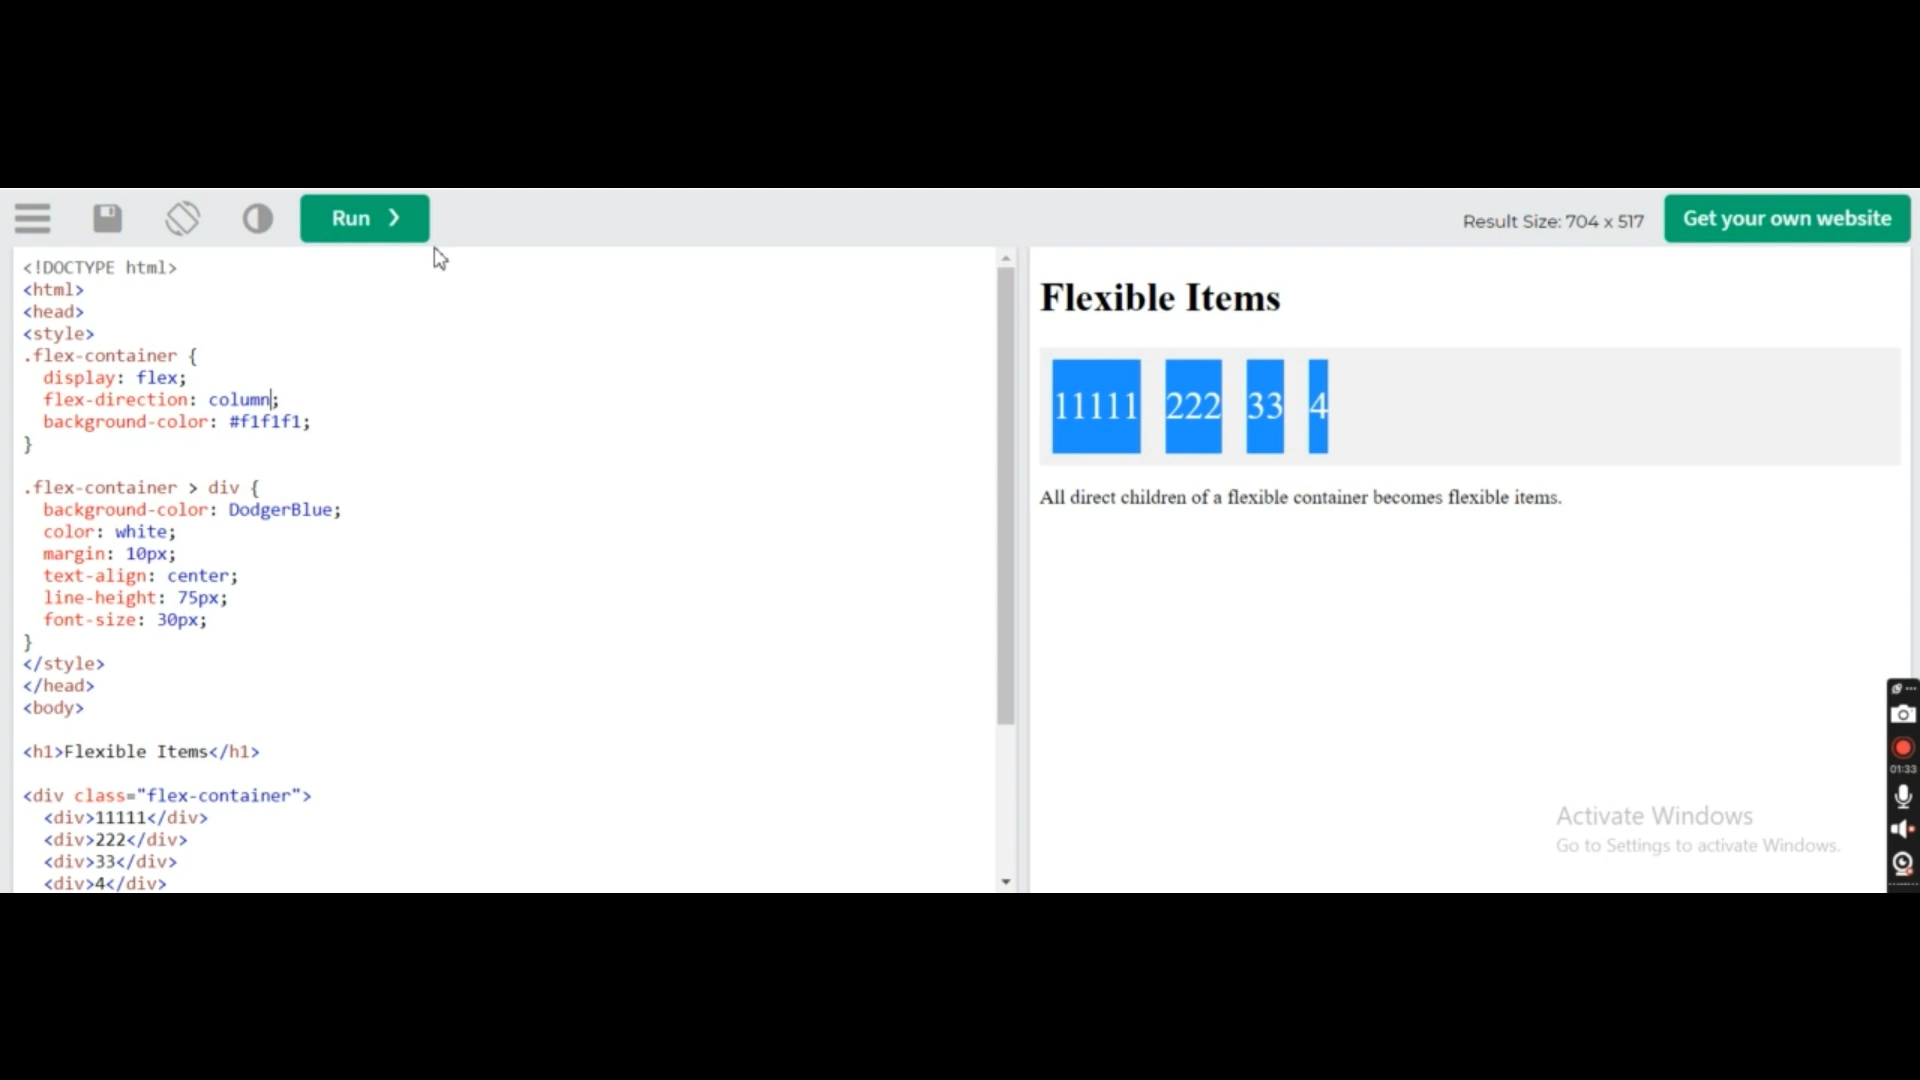 Run ❯
Result Size: 704 x 517
Get your own website
<!DOCTYPE html>
<html>
<head>
<style>
.flex-container {
  display: flex;
  flex-direction: column;
  background-color: #f1f1f1;
}
.flex-container > div {
  background-color: DodgerBlue;
  color: white;
  margin: 10px;
  text-align: center;
  line-height: 75px;
  font-size: 30px;
}
</style>
</head>
<body>
<h1>Flexible Items</h1>
<div class="flex-container">
  <div>11111</div>
  <div>222</div>
  <div>33</div>
  <div>4</div>
Flexible Items
11111 222 33 4
All direct children of a flexible container becomes flexible items.
Activate Windows
Go to Settings to activate Windows.
01:33